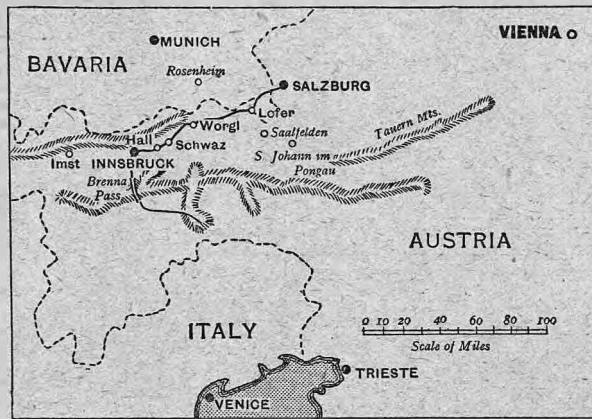 MUNICH
VIENNA
BAVARIA
Rosenheim
SALZBURG
Lofer
Worgl
Saalfelden
Tauern Mts.
Hall
Schwaz
S. Johann im
Pongau
Imst
INNSBRUCK
Brenna
Pass
AUSTRIA
ITALY
0 10 20 40 60 80 100
Scale of Miles
TRIESTE
VENICE